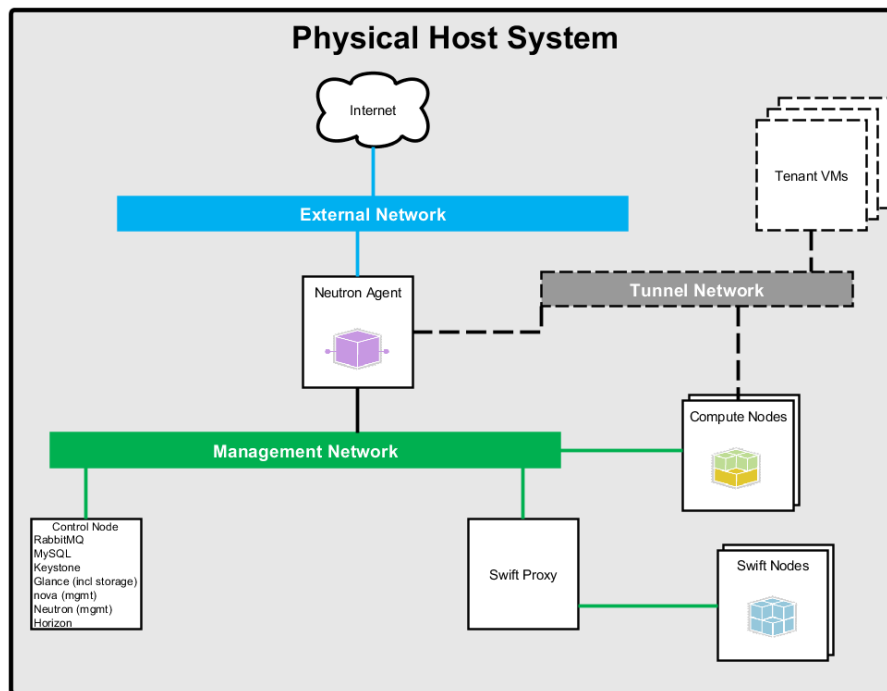 Physical Host System
Internet
Tenant VMs
External Network
Neutron Agent
Tunnel Network
Compute Nodes
Management Network
Control Node
RabbitMQ
MySQL
Keystone
Glance (incl storage)
nova (mgmt)
Neutron (mgmt)
Horizon
Swift Proxy
Swift Nodes